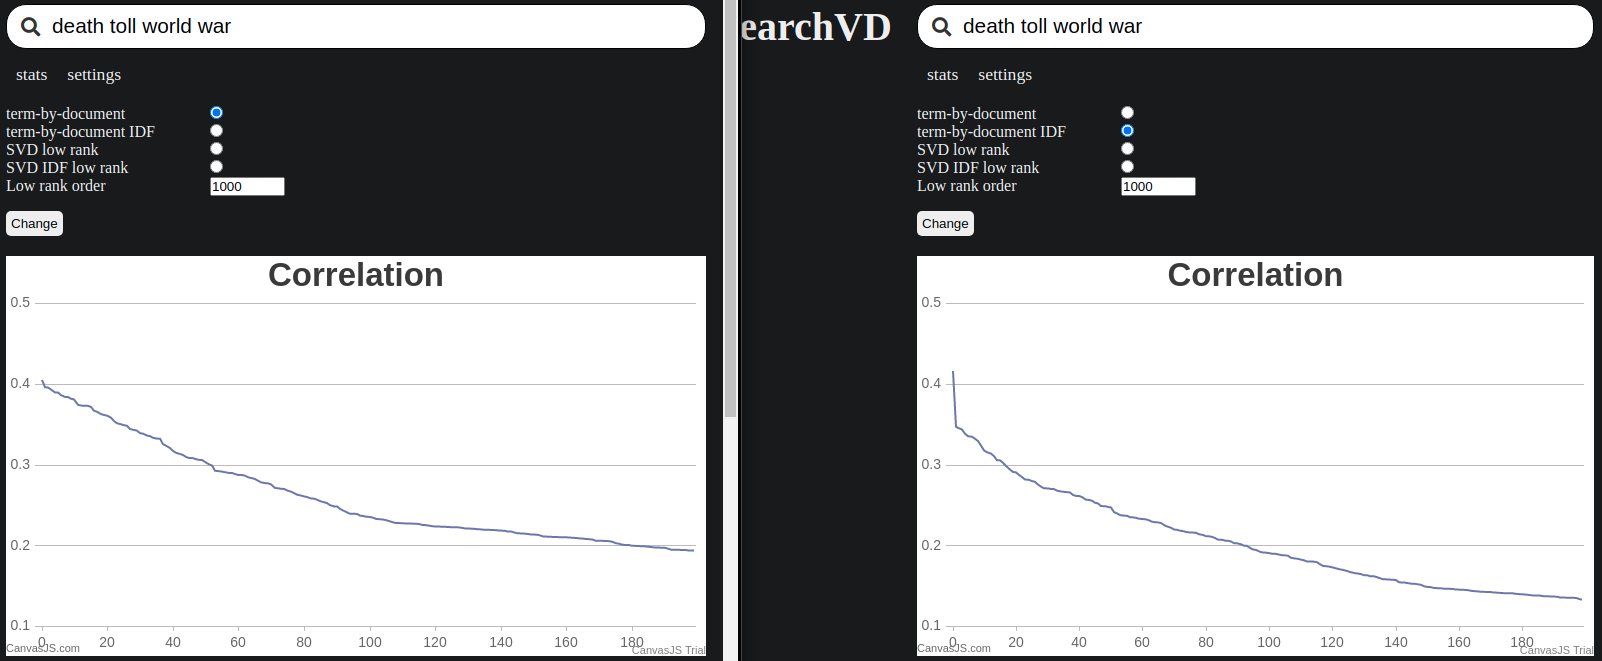 death toll world war
stats settings
term-by-document
term-by-document IDF
SVD low rank
SVD IDF low rank
Low rank order 1000
Change
Correlation
0.5
0.4
0.3
0.2
0.1
0 20 40 60 80 100 120 140 160 180
CanvasJS.com
CanvasJS Trial
earchVD
death toll world war
stats settings
term-by-document
term-by-document IDF
SVD low rank
SVD IDF low rank
Low rank order 1000
Change
Correlation
0.5
0.4
0.3
0.2
0.1
0 20 40 60 80 100 120 140 160 180
CanvasJS.com
CanvasJS Trial